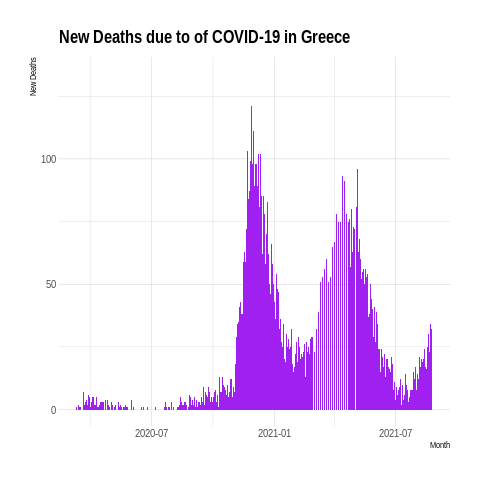 New Deaths due to of COVID-19 in Greece
New Deaths
100
50
0
2020-07 2021-01 2021-07
Month